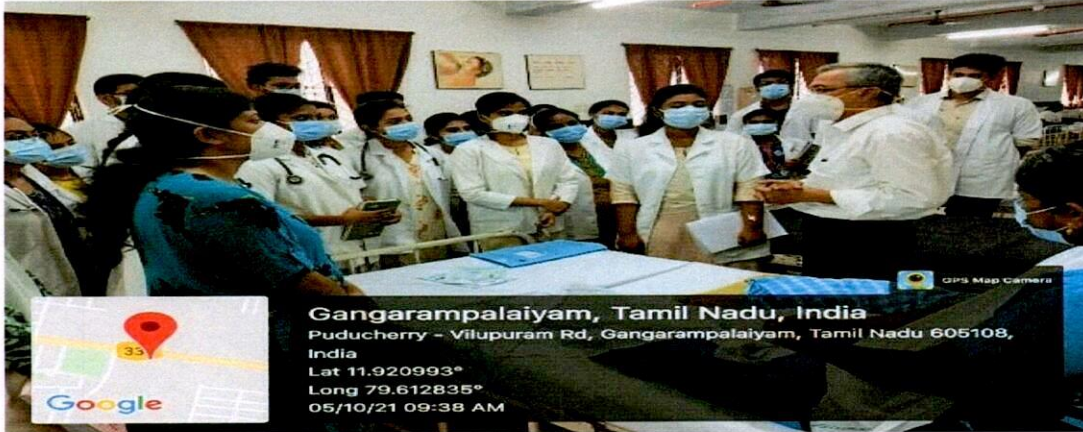 GPS Map Camera
Gangarampalaiyam, Tamil Nadu, India
Puducherry - Vilupuram Rd, Gangarampalaiyam, Tamil Nadu 605108,
India
Lat 11.920993°
Long 79.612835°
05/10/21 09:38 AM
33
Google